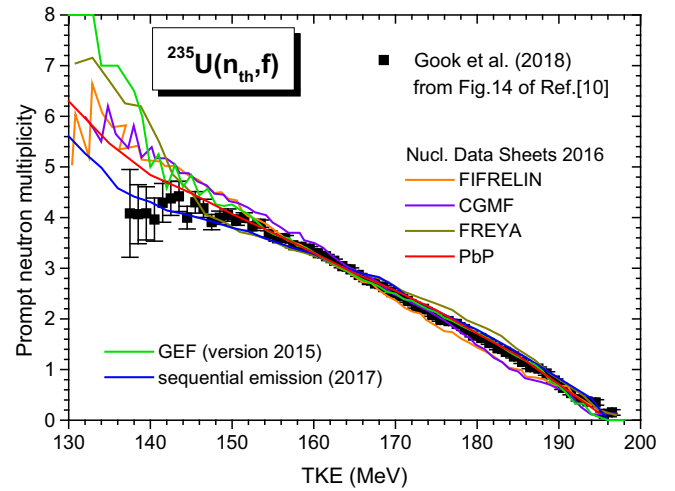 8
7
6
5
4
3
2
1
0
Prompt neutron multiplicity
²³⁵U(nₜₕ,f)
Gook et al. (2018)
from Fig.14 of Ref.[10]
Nucl. Data Sheets 2016
FIFRELIN
CGMF
FREYA
PbP
GEF (version 2015)
sequential emission (2017)
130 140 150 160 170 180 190 200
TKE (MeV)